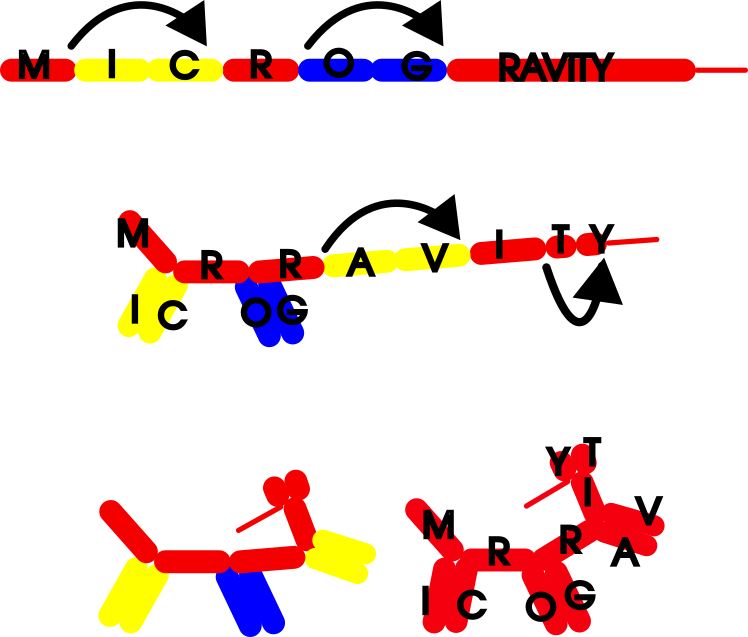 M I C R O G RAVITY
M
R R A V I T Y
I C O G
Y T
I
M R R V
A
I C O G